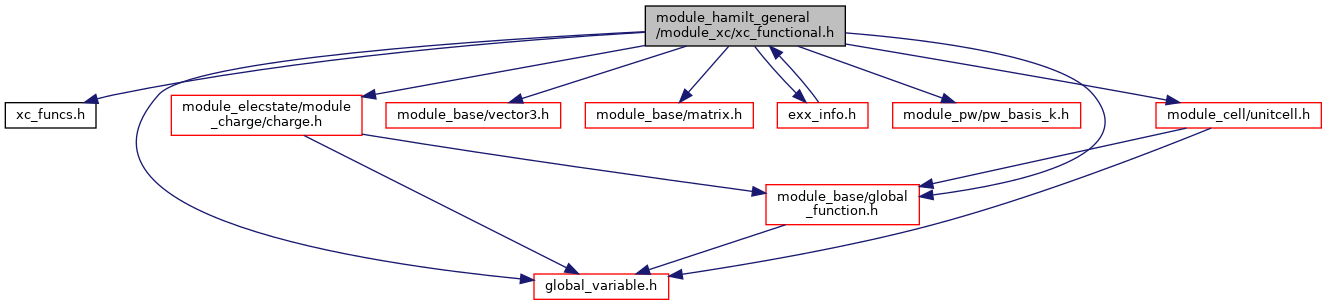 module_hamilt_general
/module_xc/xc_functional.h
xc_funcs.h
module_elecstate/module
_charge/charge.h
module_base/vector3.h
module_base/matrix.h
exx_info.h
module_pw/pw_basis_k.h
module_cell/unitcell.h
module_base/global
_function.h
global_variable.h